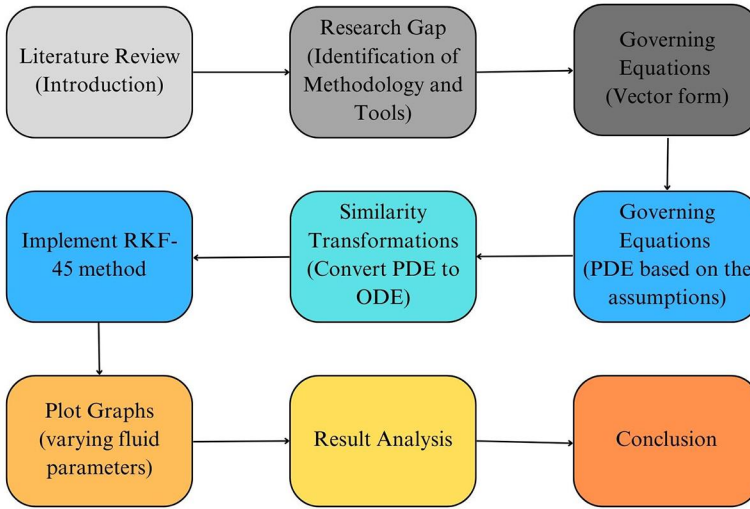 Literature Review
(Introduction)
Research Gap
(Identification of
Methodology and
Tools)
Governing
Equations
(Vector form)
Governing
Equations
(PDE based on the
assumptions)
Similarity
Transformations
(Convert PDE to
ODE)
Implement RKF-
45 method
Plot Graphs
(varying fluid
parameters)
Result Analysis
Conclusion